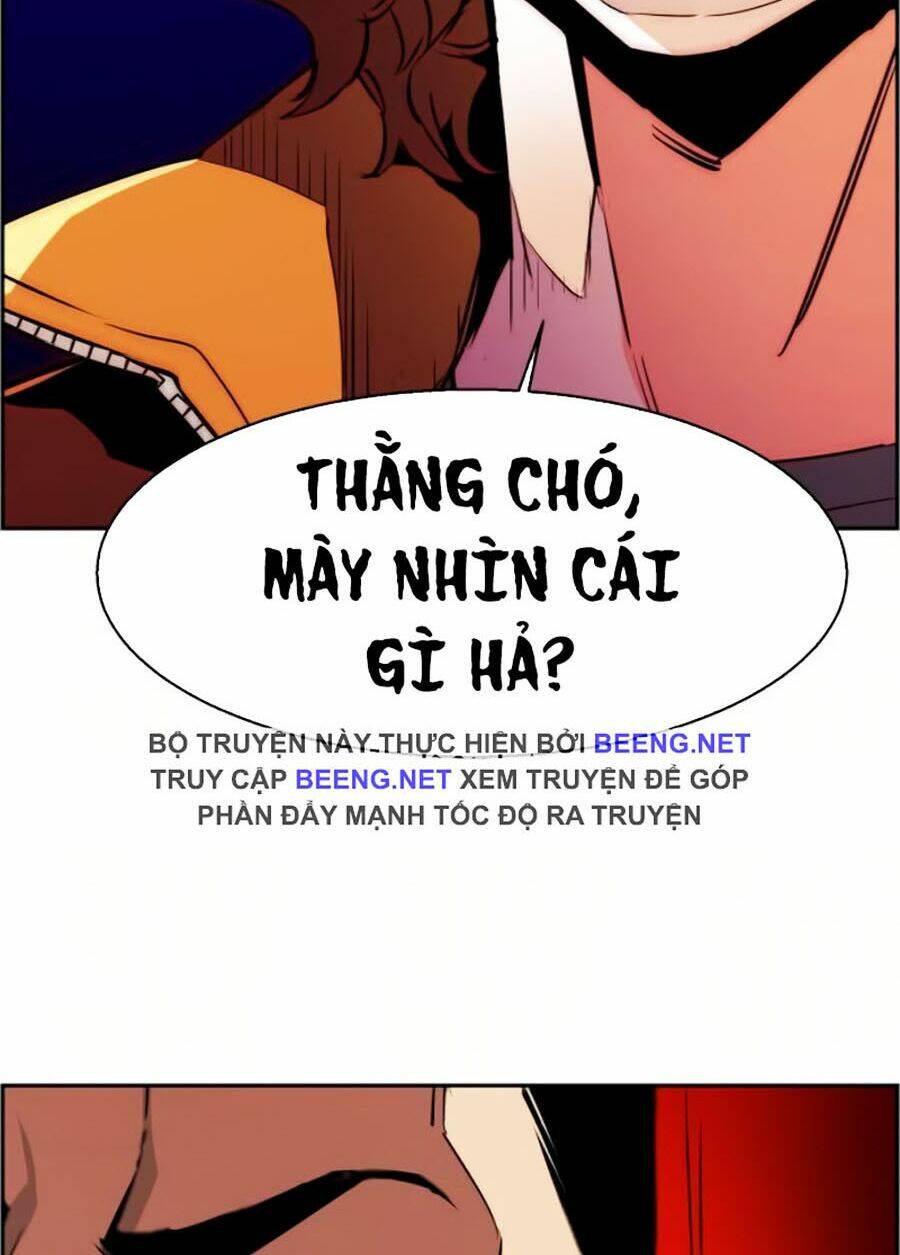 THẰNG CHÓ,
MÀY NHÌN CÁI
GÌ HẢ?
BỘ TRUYỆN NÀY THỰC HIỆN BỞI BEENG.NET
TRUY CẬP BEENG.NET XEM TRUYỆN ĐỂ GÓP
PHẦN ĐẨY MẠNH TỐC ĐỘ RA TRUYỆN